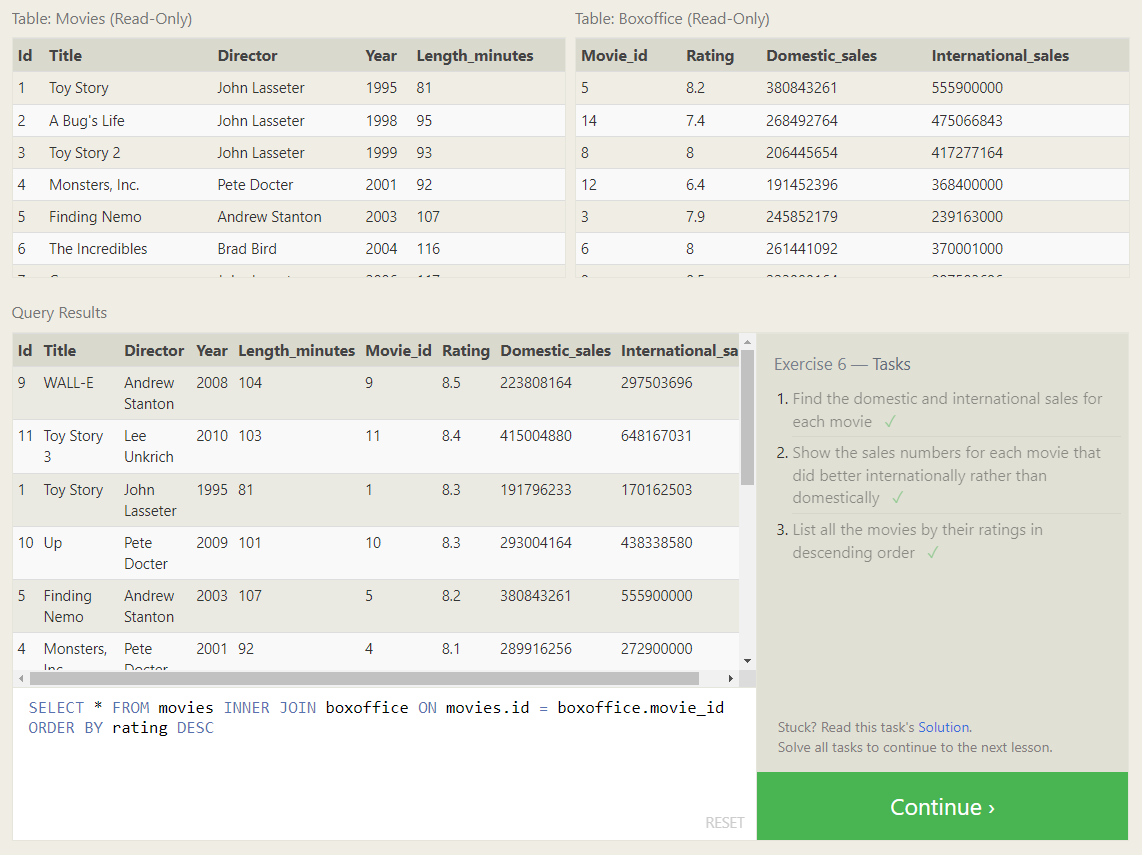 Table: Movies (Read-Only)
Id Title Director Year Length_minutes
1 Toy Story John Lasseter 1995 81
2 A Bug's Life John Lasseter 1998 95
3 Toy Story 2 John Lasseter 1999 93
4 Monsters, Inc. Pete Docter 2001 92
5 Finding Nemo Andrew Stanton 2003 107
6 The Incredibles Brad Bird 2004 116
Table: Boxoffice (Read-Only)
Movie_id Rating Domestic_sales International_sales
5 8.2 380843261 555900000
14 7.4 268492764 475066843
8 8 206445654 417277164
12 6.4 191452396 368400000
3 7.9 245852179 239163000
6 8 261441092 370001000
Query Results
Id Title Director Year Length_minutes Movie_id Rating Domestic_sales International_sa
9 WALL-E Andrew 2008 104 9 8.5 223808164 297503696
Stanton
11 Toy Story Lee 2010 103 11 8.4 415004880 648167031
3 Unkrich
1 Toy Story John 1995 81 1 8.3 191796233 170162503
Lasseter
10 Up Pete 2009 101 10 8.3 293004164 438338580
Docter
5 Finding Andrew 2003 107 5 8.2 380843261 555900000
Nemo Stanton
4 Monsters, Pete 2001 92 4 8.1 289916256 272900000
SELECT * FROM movies INNER JOIN boxoffice ON movies.id = boxoffice.movie_id
ORDER BY rating DESC
RESET
Exercise 6 — Tasks
1. Find the domestic and international sales for
each movie ✓
2. Show the sales numbers for each movie that
did better internationally rather than
domestically ✓
3. List all the movies by their ratings in
descending order ✓
Stuck? Read this task's Solution.
Solve all tasks to continue to the next lesson.
Continue ›